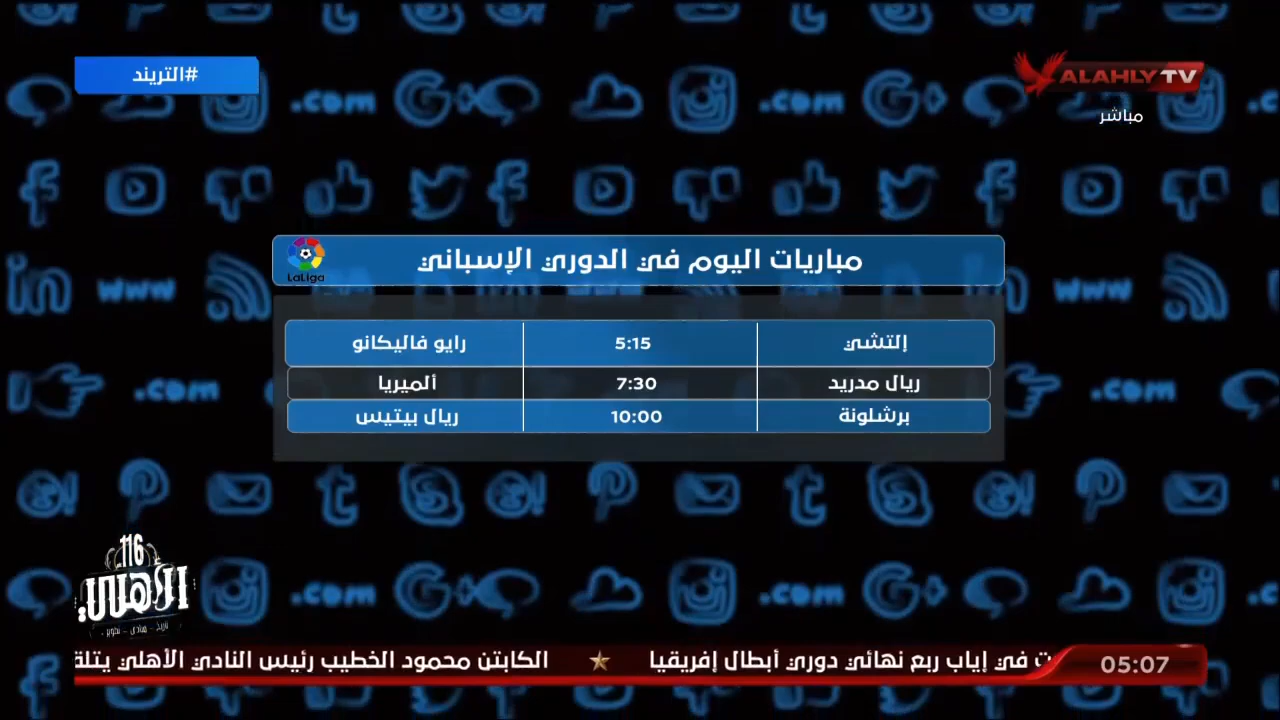 #التريند
ALAHLY TV
مباشر
مباريات اليوم في الدوري الإسباني
LaLiga
إلتشي 5:15 رايو فاليكانو
ريال مدريد 7:30 ألميريا
برشلونة 10:00 ريال بيتيس
116
الأهلي
ت في إياب ربع نهائي دوري أبطال إفريقيا ★ الكابتن محمود الخطيب رئيس النادي الأهلي يتلق
05:07